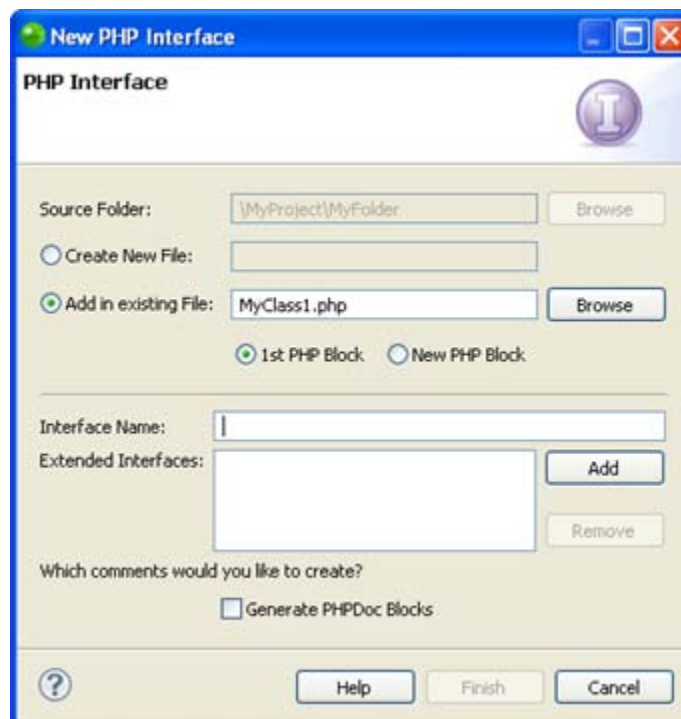 New PHP Interface
PHP Interface
Source Folder: \MyProject\MyFolder Browse
Create New File:
Add in existing File: MyClass1.php Browse
1st PHP Block New PHP Block
Interface Name:
Extended Interfaces: Add
Remove
Which comments would you like to create?
Generate PHPDoc Blocks
? Help Finish Cancel